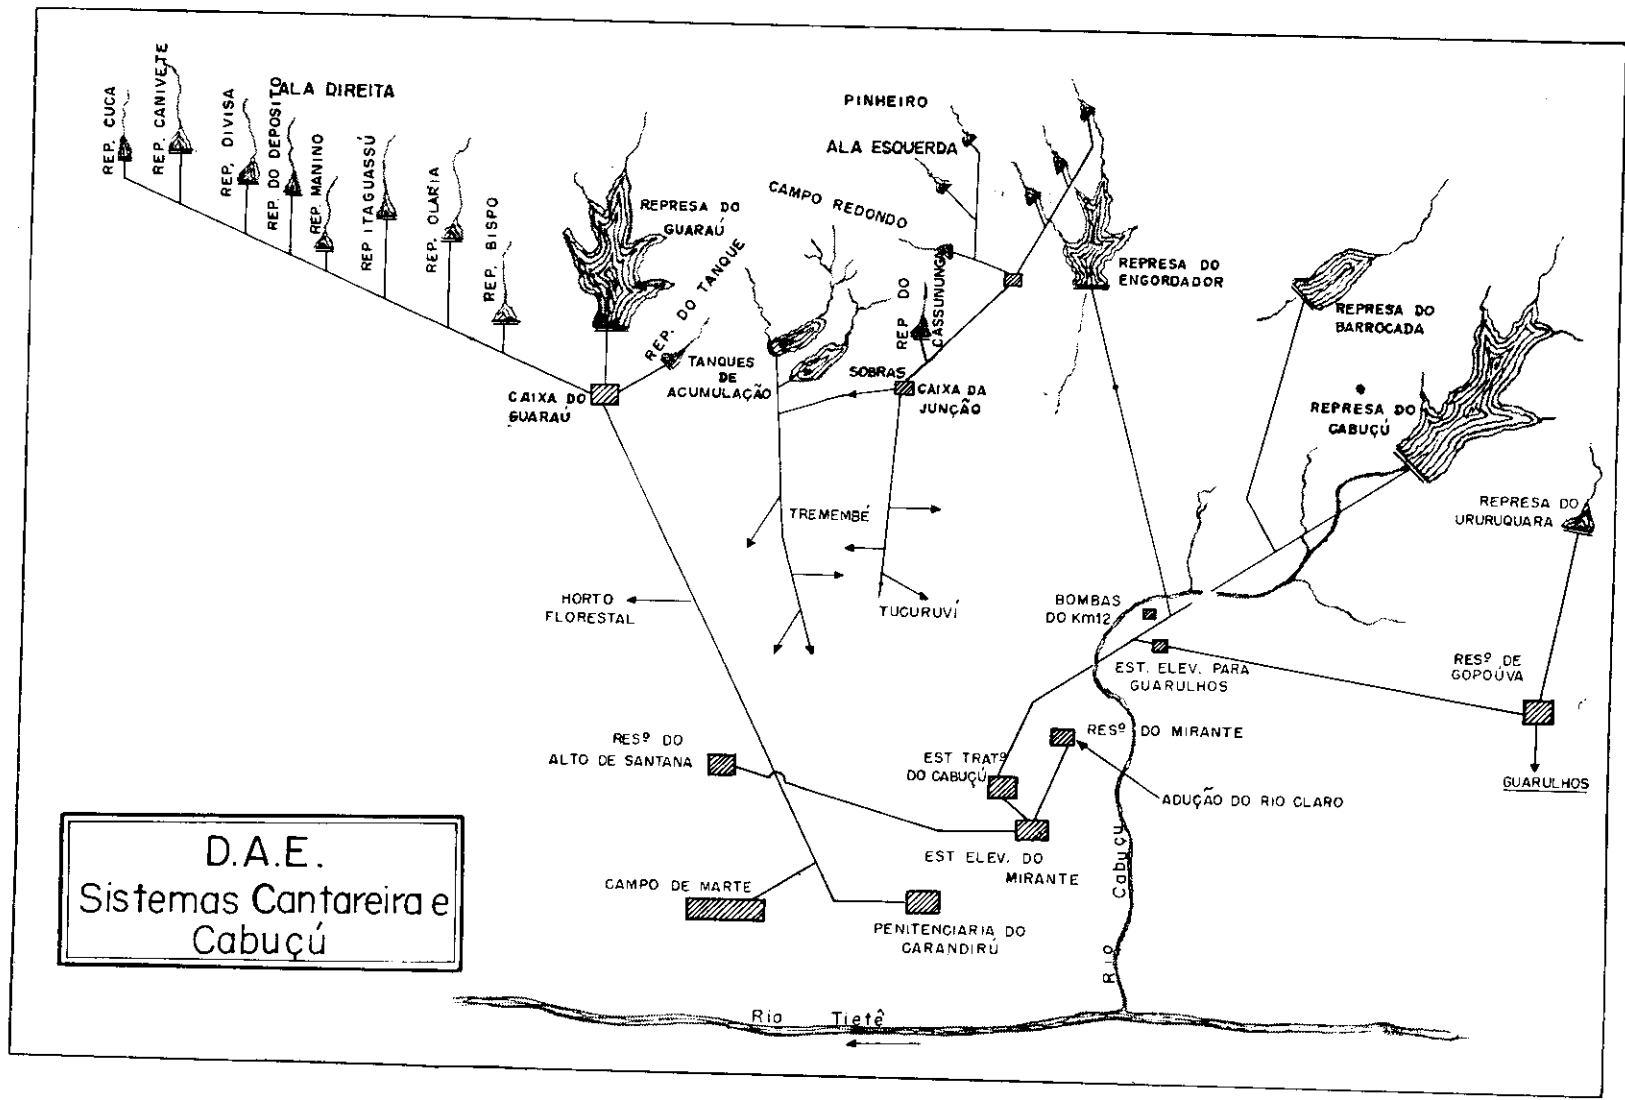 REP. CUCA
REP. CANIVETE
REP. DIVISA
REP. DO DEPOSITO
ALA DIREITA
REP. MANINO
REP ITAGUASSÚ
REP. OLARIA
REP. BISPO
REPRESA DO
GUARAÚ
REP. DO TANQUE
CAIXA DO
GUARAÚ
TANQUES
DE
ACUMULAÇÃO
PINHEIRO
ALA ESQUERDA
CAMPO REDONDO
REP DO
CASSUNUNGA
SOBRAS
CAIXA DA
JUNÇÃO
REPRESA DO
ENGORDADOR
REPRESA DO
BARROCADA
REPRESA DO
CABUÇÚ
REPRESA DO
URURUQUARA
TREMEMBÉ
TUCURUVÍ
HORTO
FLORESTAL
BOMBAS
DO Km12
EST. ELEV. PARA
GUARULHOS
RESº DE
GOPOÚVA
GUARULHOS
RESº DO
ALTO DE SANTANA
EST TRATº
DO CABUÇÚ
RESº DO MIRANTE
ADUÇÃO DO RIO CLARO
EST ELEV. DO
MIRANTE
CAMPO DE MARTE
PENITENCIARIA DO
CARANDIRÚ
RIO Cabuçu
Rio Tietê
D.A.E.
Sistemas Cantareira e
Cabuçú